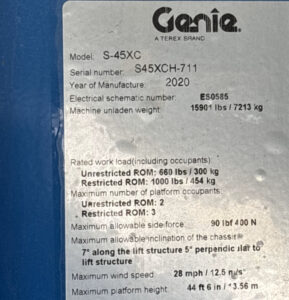 Genie.
A TEREX BRAND
Model: S-45XC
Serial number: S45XCH-711
Year of Manufacture: 2020
Electrical schematic number: ES0585
Machine unladen weight: 15901 lbs / 7213 kg
Rated work load(including occupants):
Unrestricted ROM: 660 lbs / 300 kg
Restricted ROM: 1000 lbs / 454 kg
Maximum number of platform occupants:
Unrestricted ROM: 2
Restricted ROM: 3
Maximum allowable side force: 90 lbf 400 N
Maximum allowable inclination of the chassis:
7° along the lift structure 5° perpendicular to
lift structure
Maximum wind speed: 28 mph / 12.5 m/s
Maximum platform height: 44 ft 6 in / 13.56 m